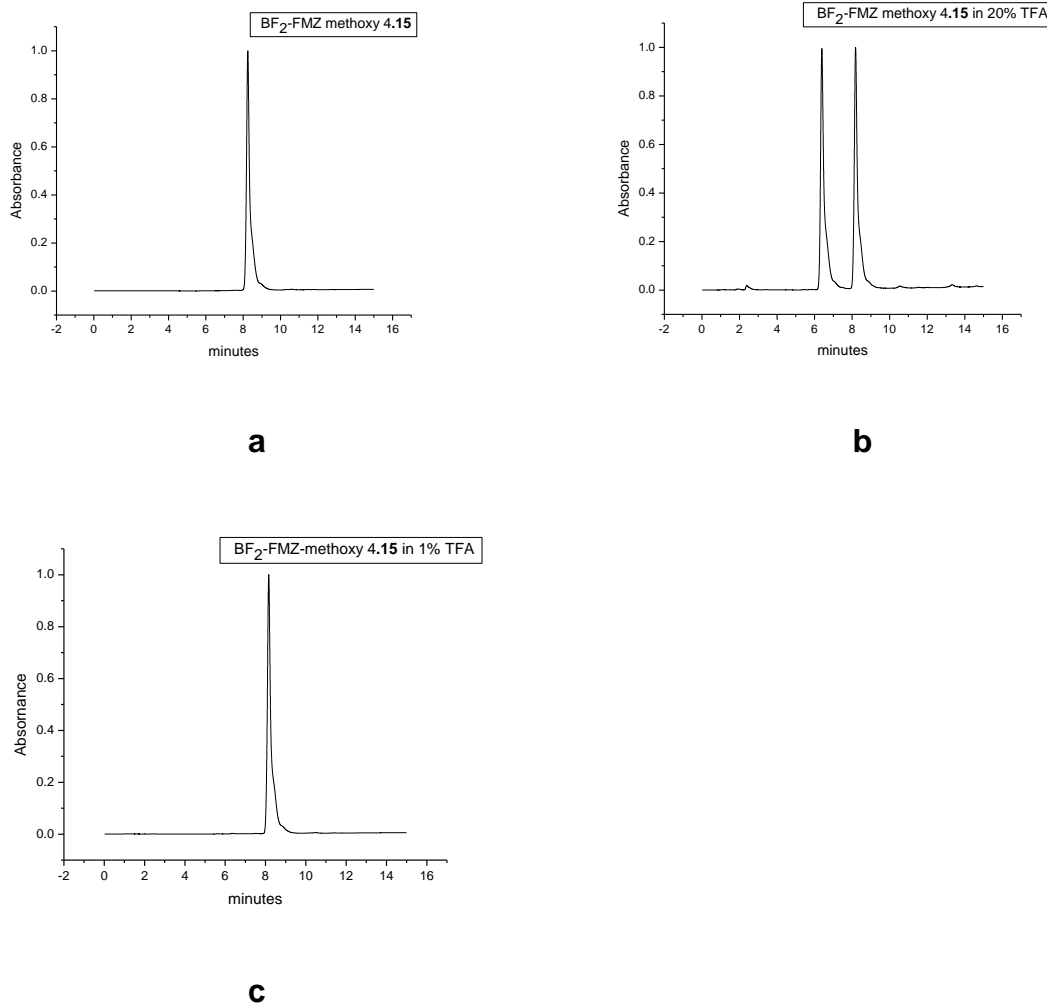 BF2-FMZ methoxy 4.15
1.0
0.8
0.6
0.4
0.2
0.0
Absorbance
-2 0 2 4 6 8 10 12 14 16
minutes
a
BF2-FMZ methoxy 4.15 in 20% TFA
1.0
0.8
0.6
0.4
0.2
0.0
Absorbance
-2 0 2 4 6 8 10 12 14 16
minutes
b
BF2-FMZ-methoxy 4.15 in 1% TFA
1.0
0.8
0.6
0.4
0.2
0.0
Absornance
-2 0 2 4 6 8 10 12 14 16
minutes
c